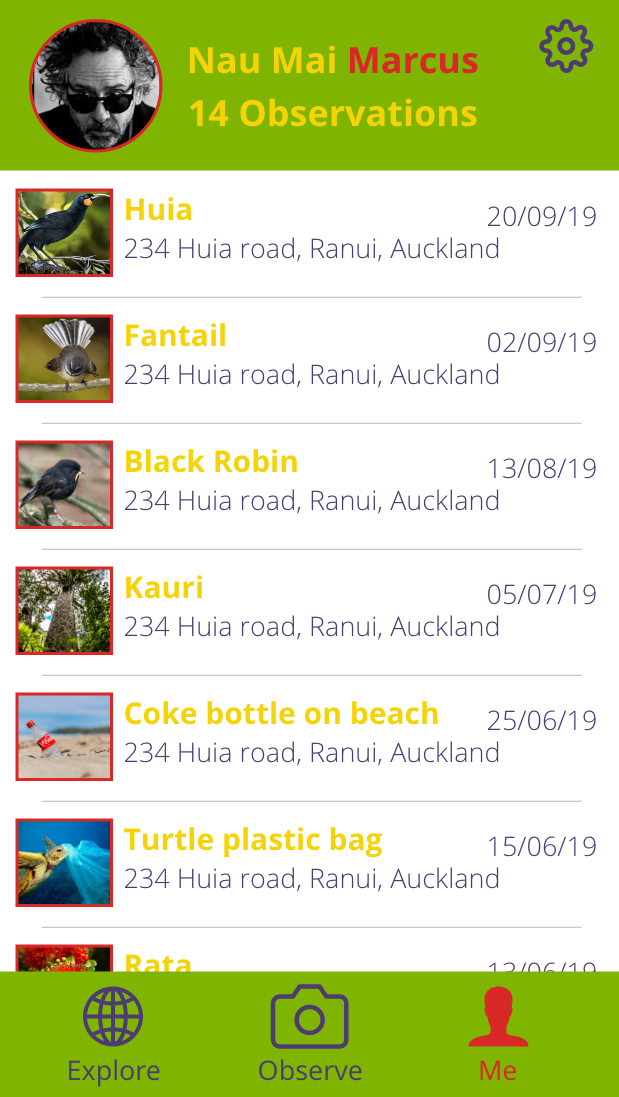 Nau Mai Marcus
14 Observations
Huia
20/09/19
234 Huia road, Ranui, Auckland
Fantail
02/09/19
234 Huia road, Ranui, Auckland
Black Robin
13/08/19
234 Huia road, Ranui, Auckland
Kauri
05/07/19
234 Huia road, Ranui, Auckland
Coke bottle on beach
25/06/19
234 Huia road, Ranui, Auckland
Turtle plastic bag
15/06/19
234 Huia road, Ranui, Auckland
Rata
13/06/19
Explore
Observe
Me